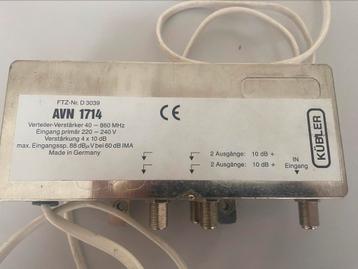 FTZ-Nr. D 3039
AVN 1714
Verteiler-Verstärker 40 – 860 MHz
Eingang primär 220 – 240 V
Verstärkung 4 x 10 dB
max. Eingangssp. 88 dBµV bei 60 dB IMA
Made in Germany
CE
2 Ausgänge: 10 dB +
2 Ausgänge: 10 dB +
IN
Eingang
KÜBLER